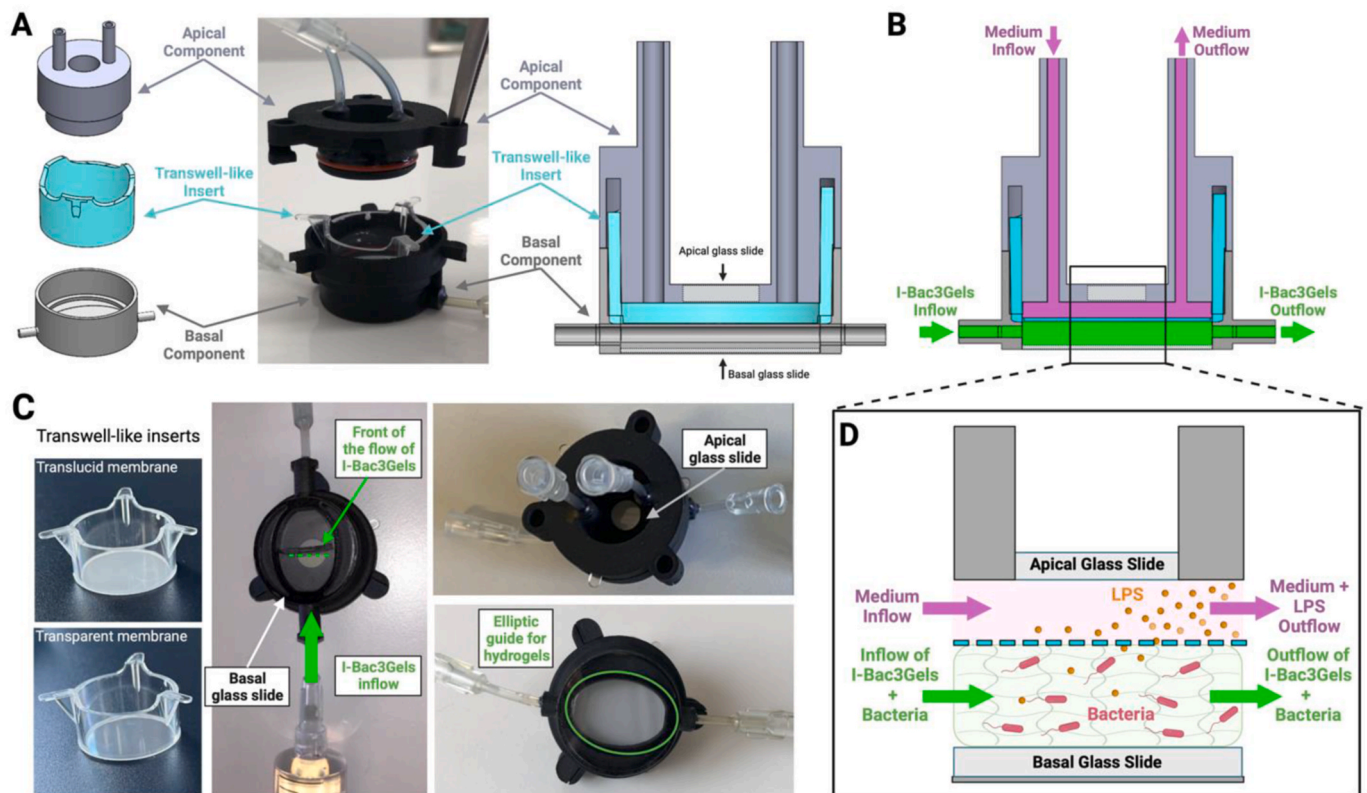 A
Apical
Component
Transwell-like
Insert
Basal
Component
Apical
Component
Transwell-like
Insert
Basal
Component
Apical glass slide
Basal glass slide
B
Medium
Inflow
Medium
Outflow
I-Bac3Gels
Inflow
I-Bac3Gels
Outflow
C
Transwell-like inserts
Translucid membrane
Transparent membrane
Front of
the flow of
I-Bac3Gels
Basal
glass slide
I-Bac3Gels
inflow
Apical
glass slide
Elliptic
guide for
hydrogels
D
Apical Glass Slide
LPS
Medium
Inflow
Medium +
LPS
Outflow
Inflow of
I-Bac3Gels
+
Bacteria
Bacteria
Outflow of
I-Bac3Gels
+
Bacteria
Basal Glass Slide